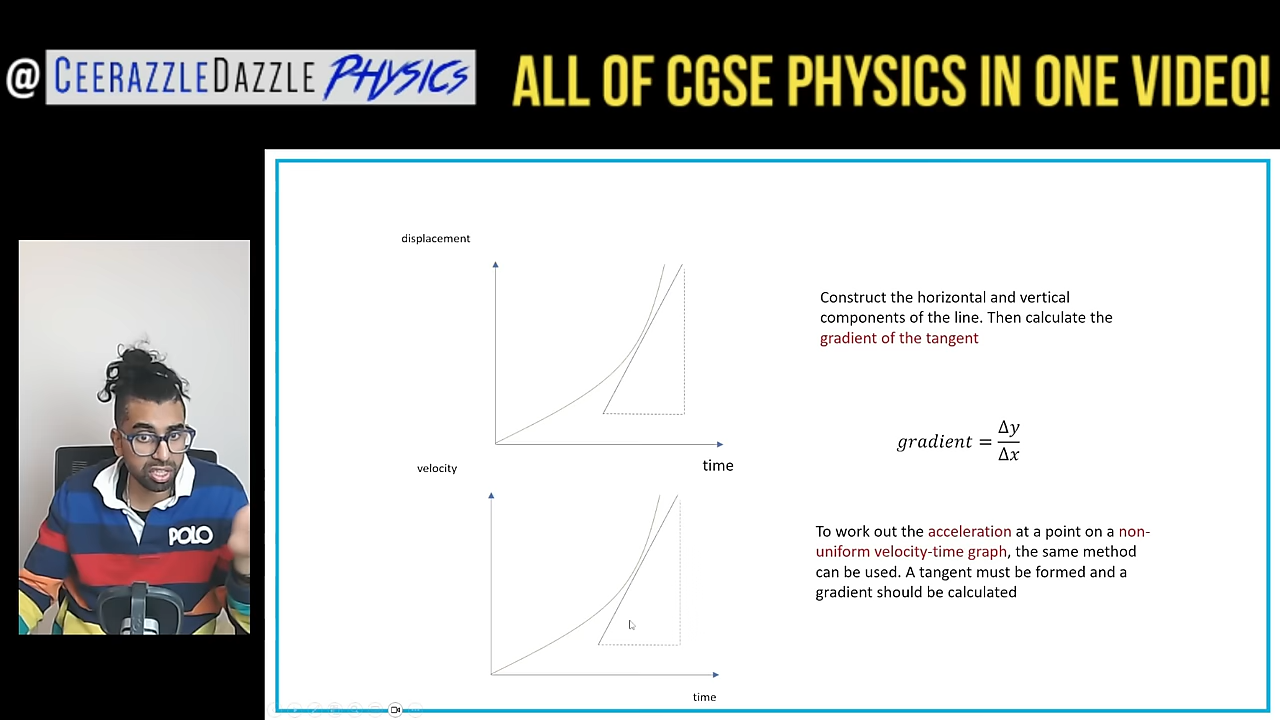 @ CEERAZZLEDAZZLE PHYSICS
ALL OF CGSE PHYSICS IN ONE VIDEO!
displacement
time
Construct the horizontal and vertical
components of the line. Then calculate the
gradient of the tangent
gradient = Δy/Δx
velocity
time
To work out the acceleration at a point on a non-
uniform velocity-time graph, the same method
can be used. A tangent must be formed and a
gradient should be calculated
POLO